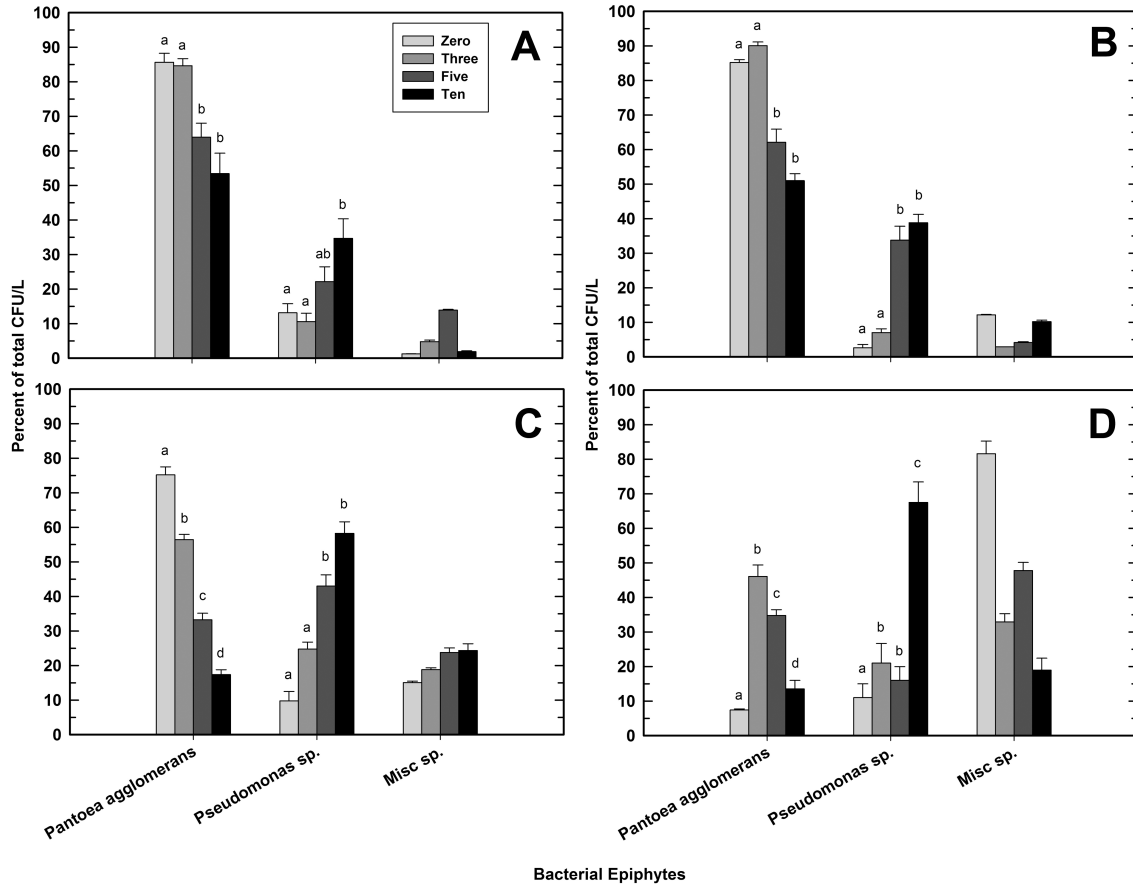 A
Zero
Three
Five
Ten
Percent of total CFU/L
100
90
80
70
60
50
40
30
20
10
0
a a b b
a a ab b
B
Percent of total CFU/L
100
90
80
70
60
50
40
30
20
10
0
a a b b
a a b b
C
100
90
80
70
60
50
40
30
20
10
0
a b c d
a a b b
Pantoea agglomerans
Pseudomonas sp.
Misc sp.
D
100
90
80
70
60
50
40
30
20
10
0
a b c d
a b b c
Pantoea agglomerans
Pseudomonas sp.
Misc sp.
Bacterial Epiphytes